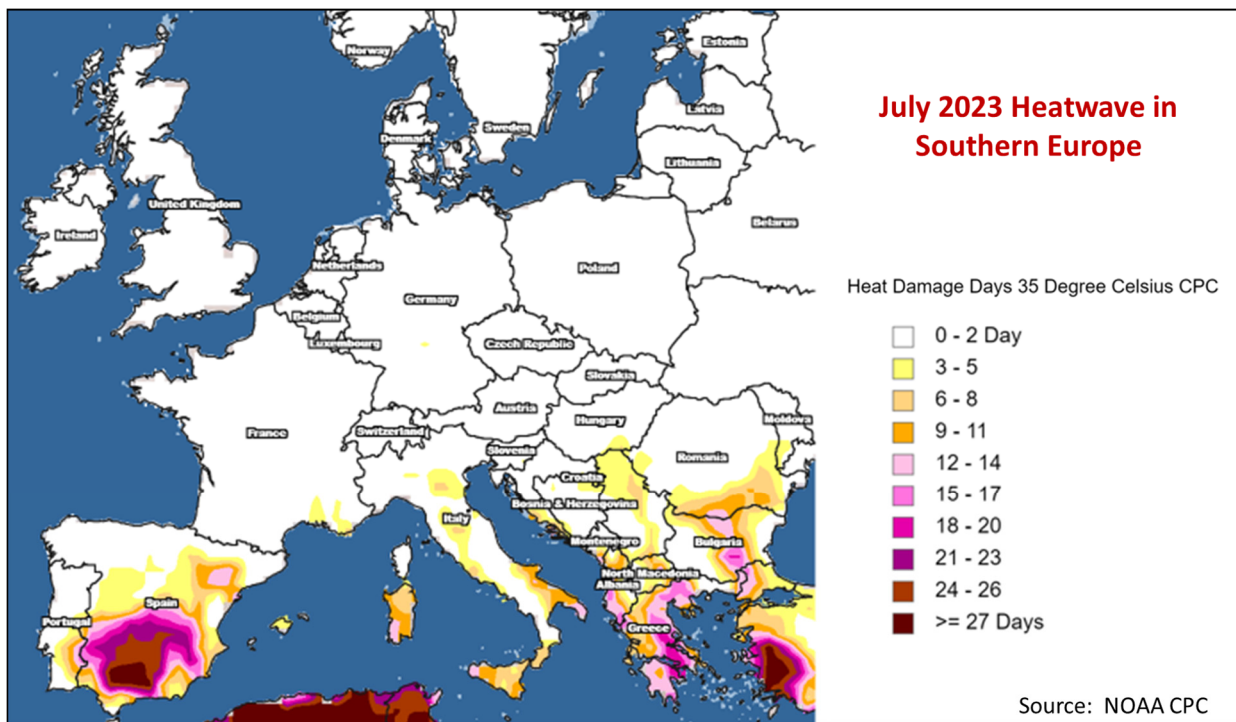 Norway
Estonia
Latvia
Sweden
Denmark
Lithuania
United Kingdom
Ireland
Belarus
Netherlands
Poland
Germany
Belgium
Luxembourg
Czech Republic
Slovakia
Austria
Hungary
Moldova
France
Switzerland
Slovenia
Romania
Croatia
Bosnia & Herzegovina
Italy
Montenegro
Bulgaria
North Macedonia
Albania
Spain
Portugal
Greece
July 2023 Heatwave in
Southern Europe
Heat Damage Days 35 Degree Celsius CPC
0 - 2 Day
3 - 5
6 - 8
9 - 11
12 - 14
15 - 17
18 - 20
21 - 23
24 - 26
>= 27 Days
Source: NOAA CPC